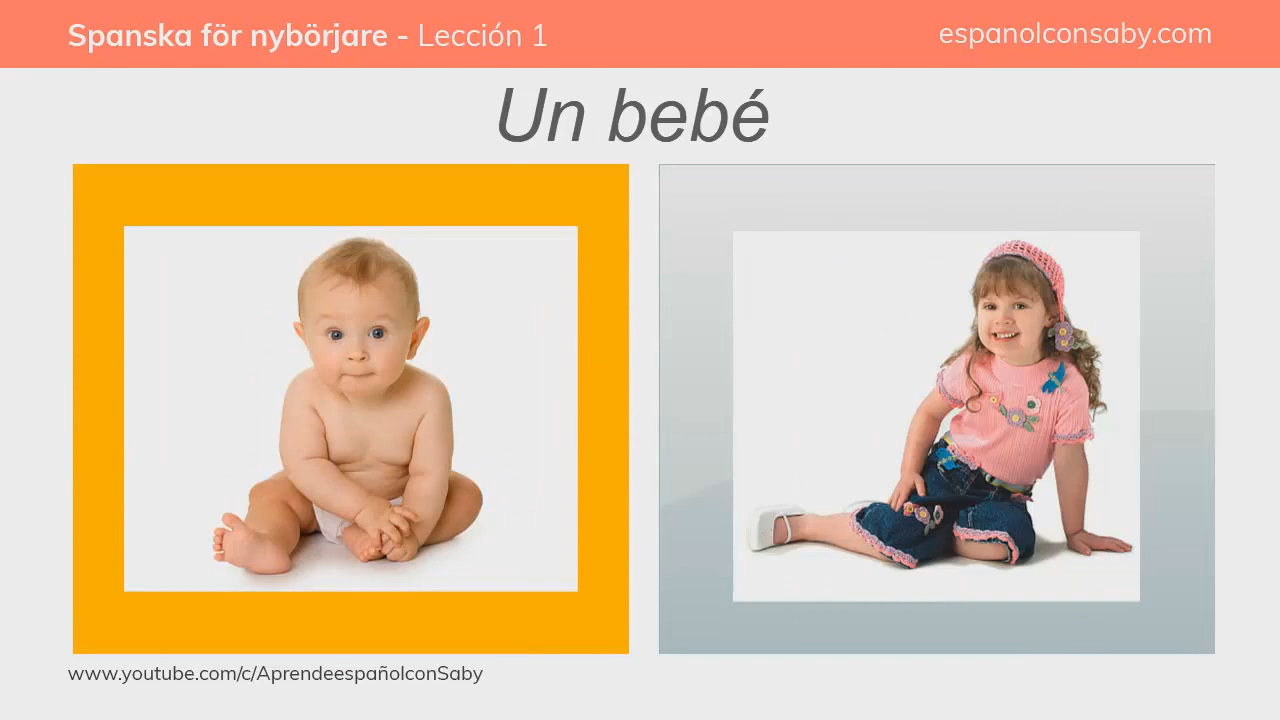 Spanska för nybörjare - Lección 1
espanolconsaby.com
Un bebé
www.youtube.com/c/AprendeespañolconSaby